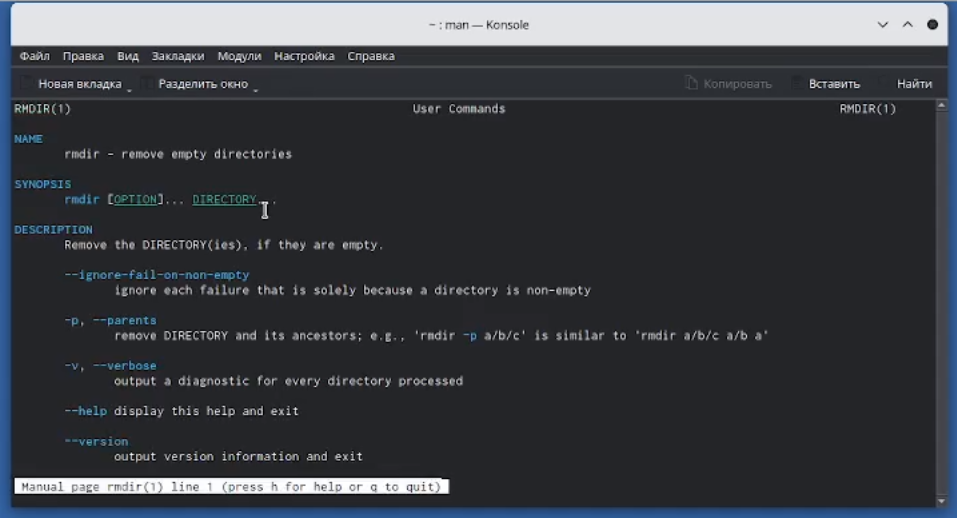 ~ : man — Konsole
Файл Правка Вид Закладки Модули Настройка Справка
Новая вкладка Разделить окно Копировать Вставить Найти
RMDIR(1) User Commands RMDIR(1)
NAME
rmdir - remove empty directories
SYNOPSIS
rmdir [OPTION]... DIRECTORY...
DESCRIPTION
Remove the DIRECTORY(ies), if they are empty.
--ignore-fail-on-non-empty
ignore each failure that is solely because a directory is non-empty
-p, --parents
remove DIRECTORY and its ancestors; e.g., 'rmdir -p a/b/c' is similar to 'rmdir a/b/c a/b a'
-v, --verbose
output a diagnostic for every directory processed
--help display this help and exit
--version
output version information and exit
Manual page rmdir(1) line 1 (press h for help or q to quit)